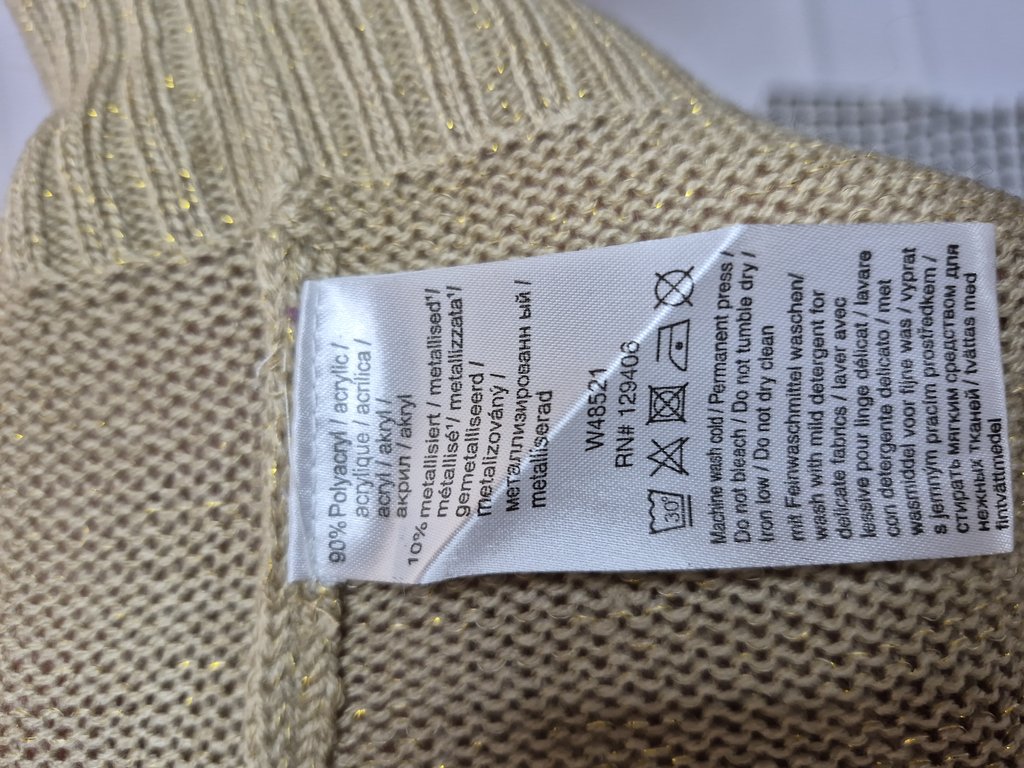 90% Polyacryl / acrylic /
acrylique / acrilica /
acryl / akryl /
акрил / akryl
10% metallisiert / metallised¹/
métallisé¹/ metallizzata¹/
gemetalliseerd /
metalizováný /
металлизированн ый /
metalliserad
W48521
RN# 129406
30°
Machine wash cold / Permanent press /
Do not bleach / Do not tumble dry /
Iron low / Do not dry clean
mit Feinwaschmittel waschen/
wash with mild detergent for
delicate fabrics / laver avec
lessive pour linge délicat / lavare
con detergente delicato / met
wasmiddel voor fijne was / vyprat
s jemným pracím prostředkem /
стирать мягким средством для
нежных тканей / tvättas med
fintvättmedel